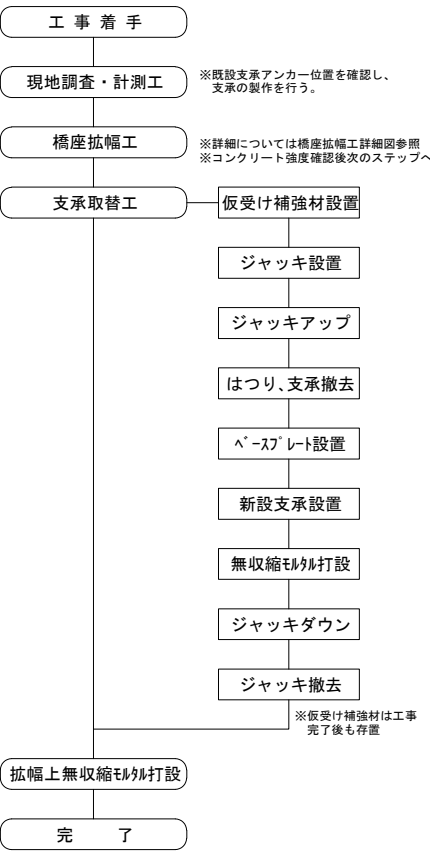 工 事 着 手
現地調査・計測工
※既設支承アンカー位置を確認し、
支承の製作を行う。
橋座拡幅工
※詳細については橋座拡幅工詳細図参照
※コンクリート強度確認後次のステップへ
支承取替工
仮受け補強材設置
ジャッキ設置
ジャッキアップ
はつり､支承撤去
ﾍﾞｰｽﾌﾟﾚｰﾄ設置
新設支承設置
無収縮ﾓﾙﾀﾙ打設
ジャッキダウン
ジャッキ撤去
※仮受け補強材は工事
完了後も存置
拡幅上無収縮ﾓﾙﾀﾙ打設
完 了